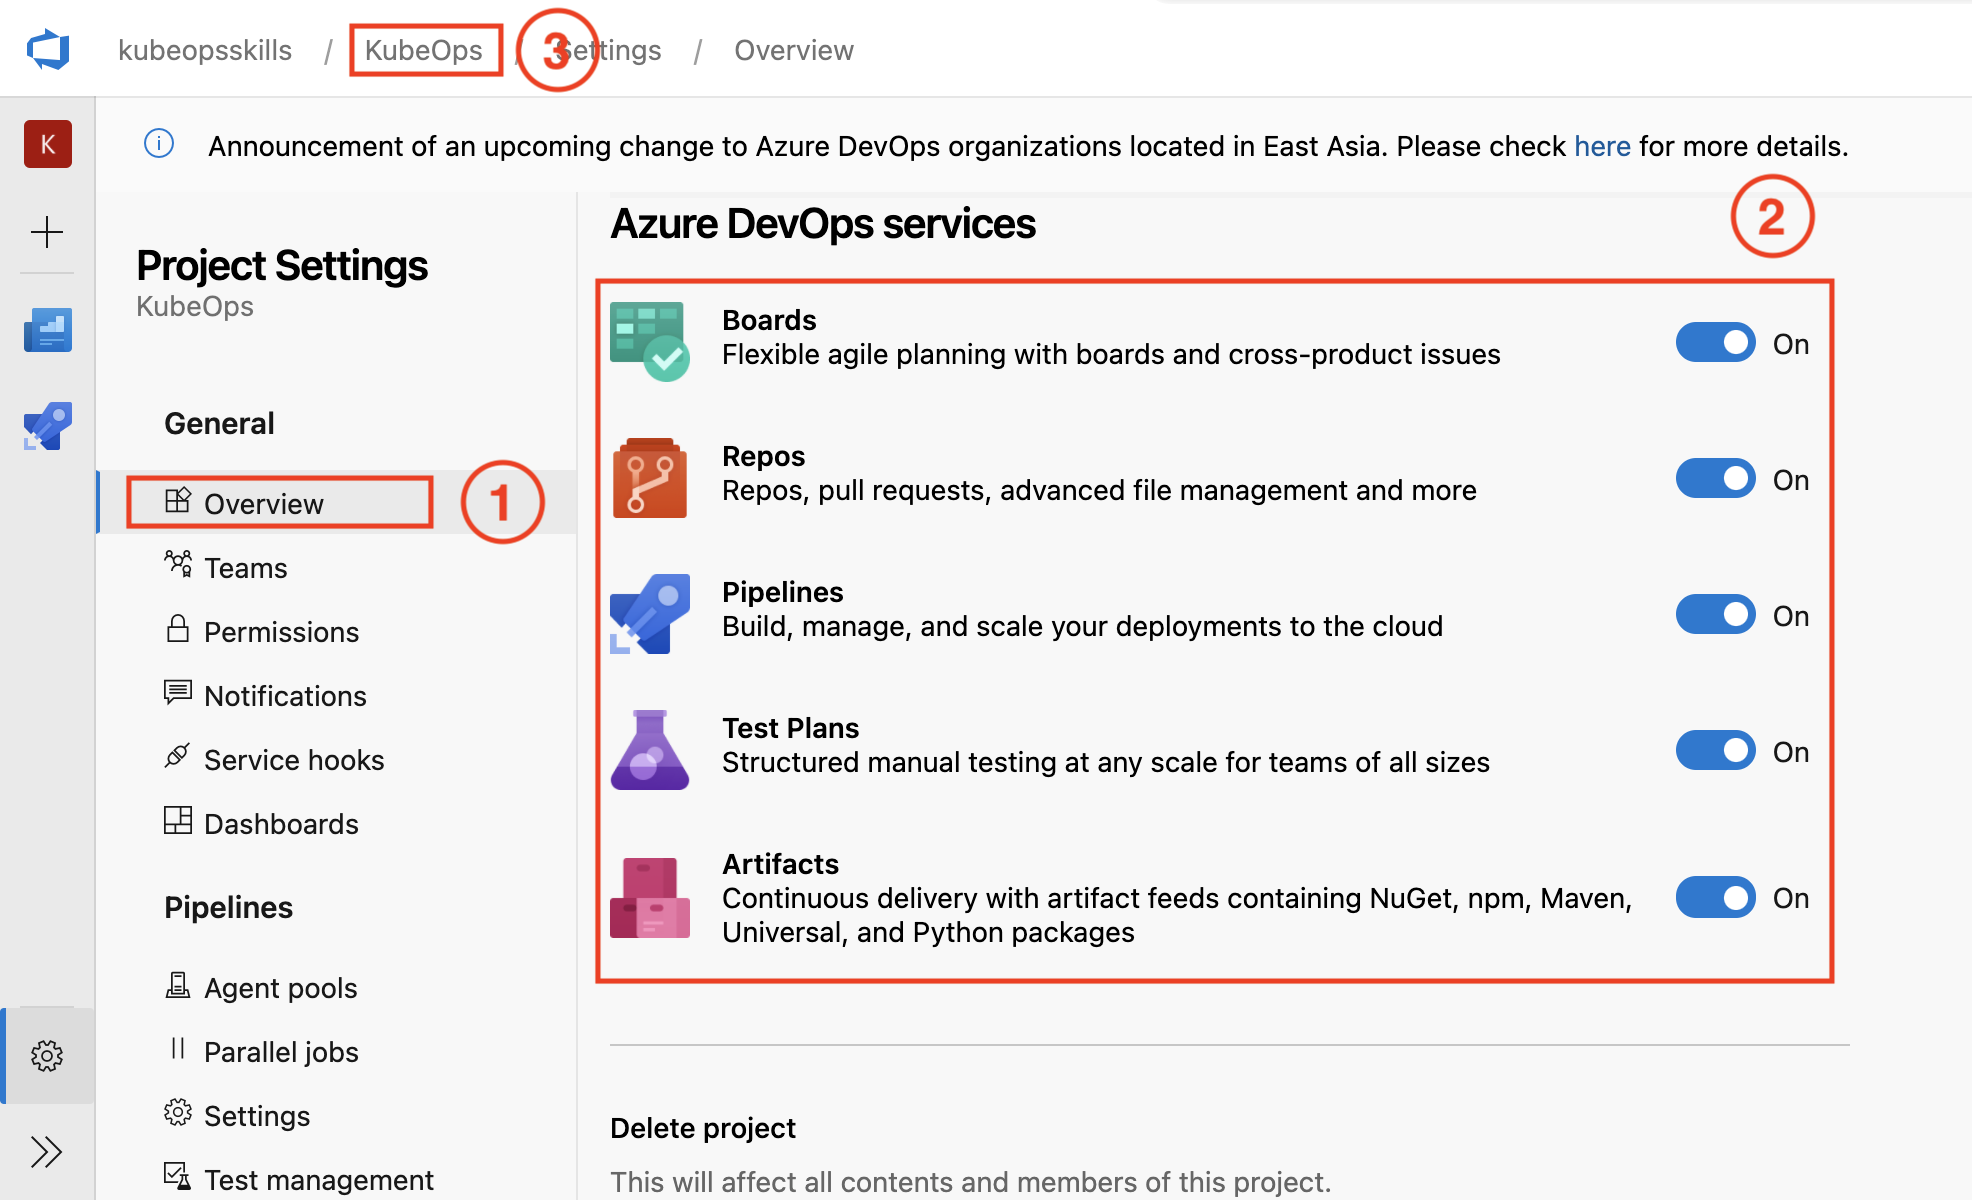 kubeopsskills / KubeOps / Settings / Overview
3
K
Announcement of an upcoming change to Azure DevOps organizations located in East Asia. Please check here for more details.
2
Project Settings
KubeOps
General
Overview
1
Teams
Permissions
Notifications
Service hooks
Dashboards
Pipelines
Agent pools
Parallel jobs
Settings
Test management
Azure DevOps services
Boards
Flexible agile planning with boards and cross-product issues
On
Repos
Repos, pull requests, advanced file management and more
On
Pipelines
Build, manage, and scale your deployments to the cloud
On
Test Plans
Structured manual testing at any scale for teams of all sizes
On
Artifacts
Continuous delivery with artifact feeds containing NuGet, npm, Maven,
Universal, and Python packages
On
Delete project
This will affect all contents and members of this project.